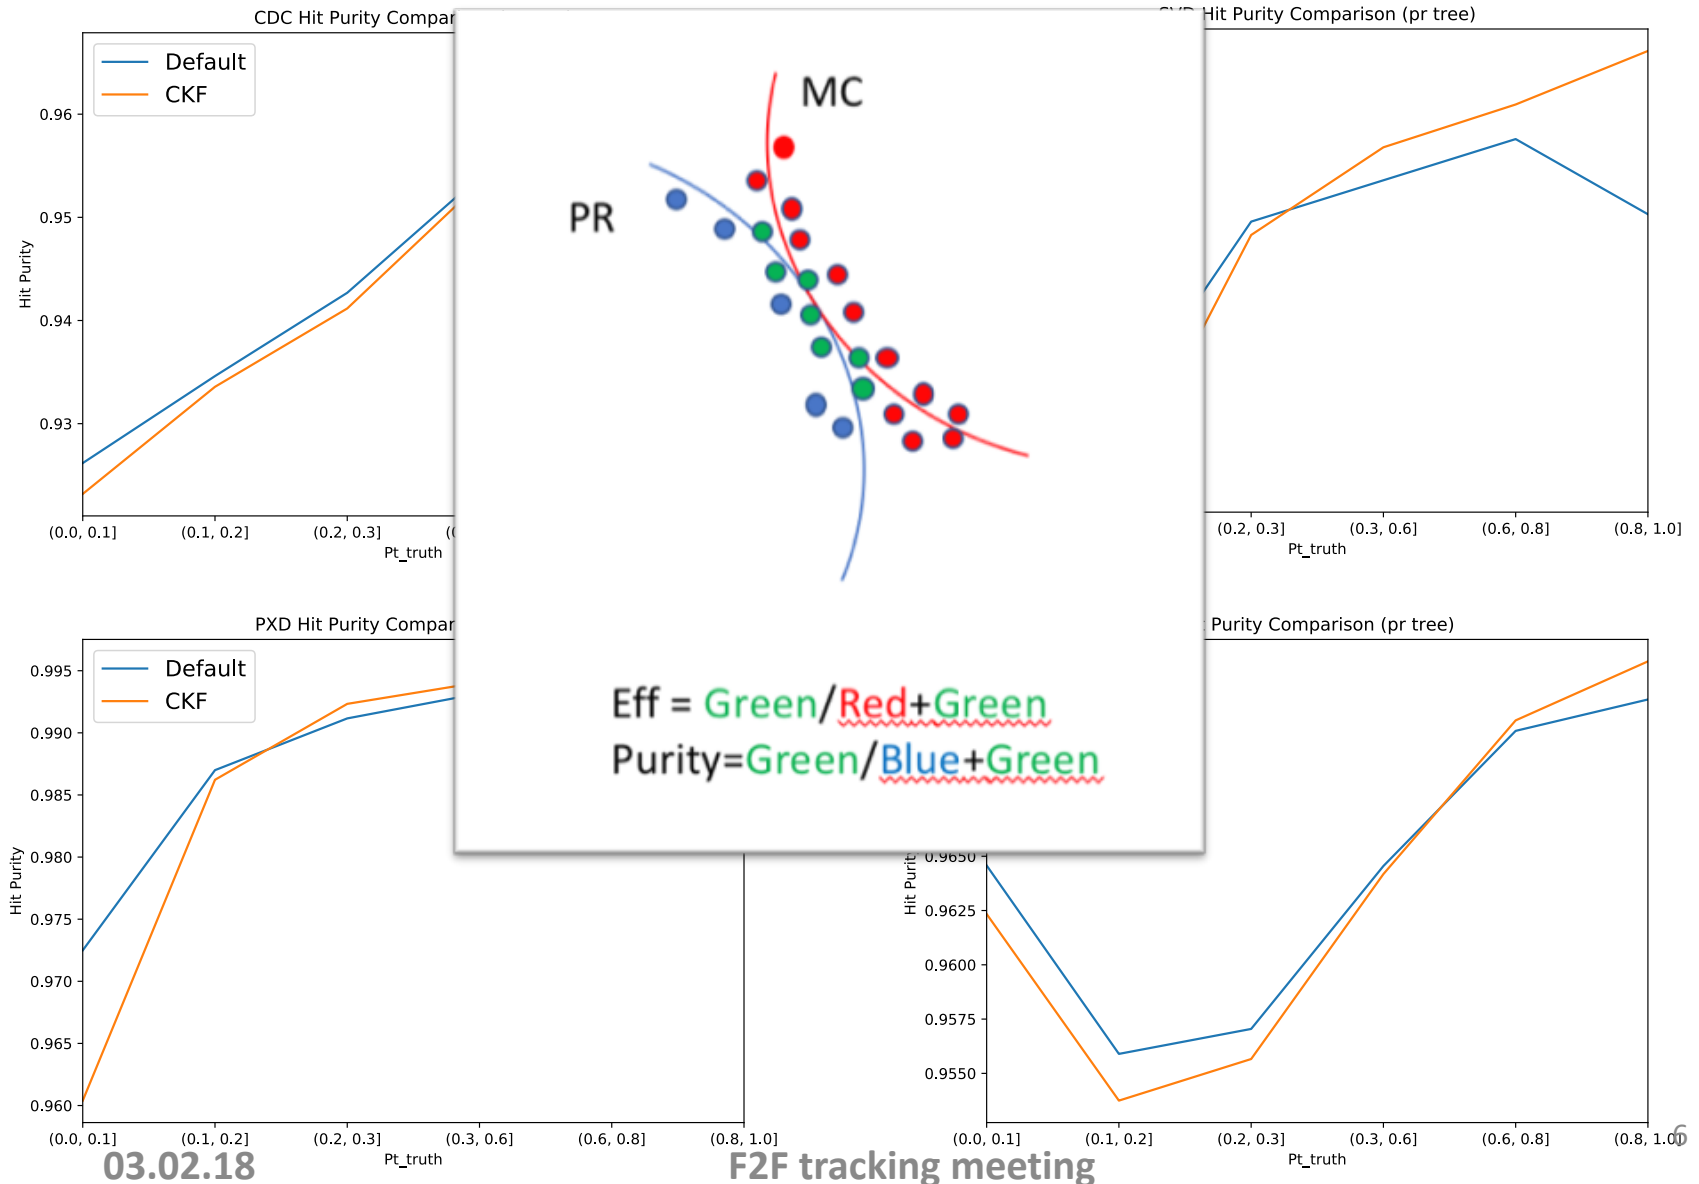 CDC Hit Purity Compar
Default
CKF
0.96
0.95
0.94
0.93
Hit Purity
(0.0, 0.1]
(0.1, 0.2]
(0.2, 0.3]
Pt_truth
MC
PR
Eff = Green/Red+Green
Purity=Green/Blue+Green
Hit Purity Comparison (pr tree)
(0.2, 0.3]
(0.3, 0.6]
(0.6, 0.8]
(0.8, 1.0]
Pt_truth
PXD Hit Purity Compar
Default
CKF
0.995
0.990
0.985
0.980
0.975
0.970
0.965
0.960
Hit Purity
(0.0, 0.1]
(0.1, 0.2]
(0.2, 0.3]
(0.3, 0.6]
(0.6, 0.8]
(0.8, 1.0]
Pt_truth
Purity Comparison (pr tree)
0.9650
0.9625
0.9600
0.9575
0.9550
Hit Purit
(0.0, 0.1]
(0.1, 0.2]
(0.2, 0.3]
(0.3, 0.6]
(0.6, 0.8]
(0.8, 1.0]
Pt_truth
03.02.18
F2F tracking meeting
6